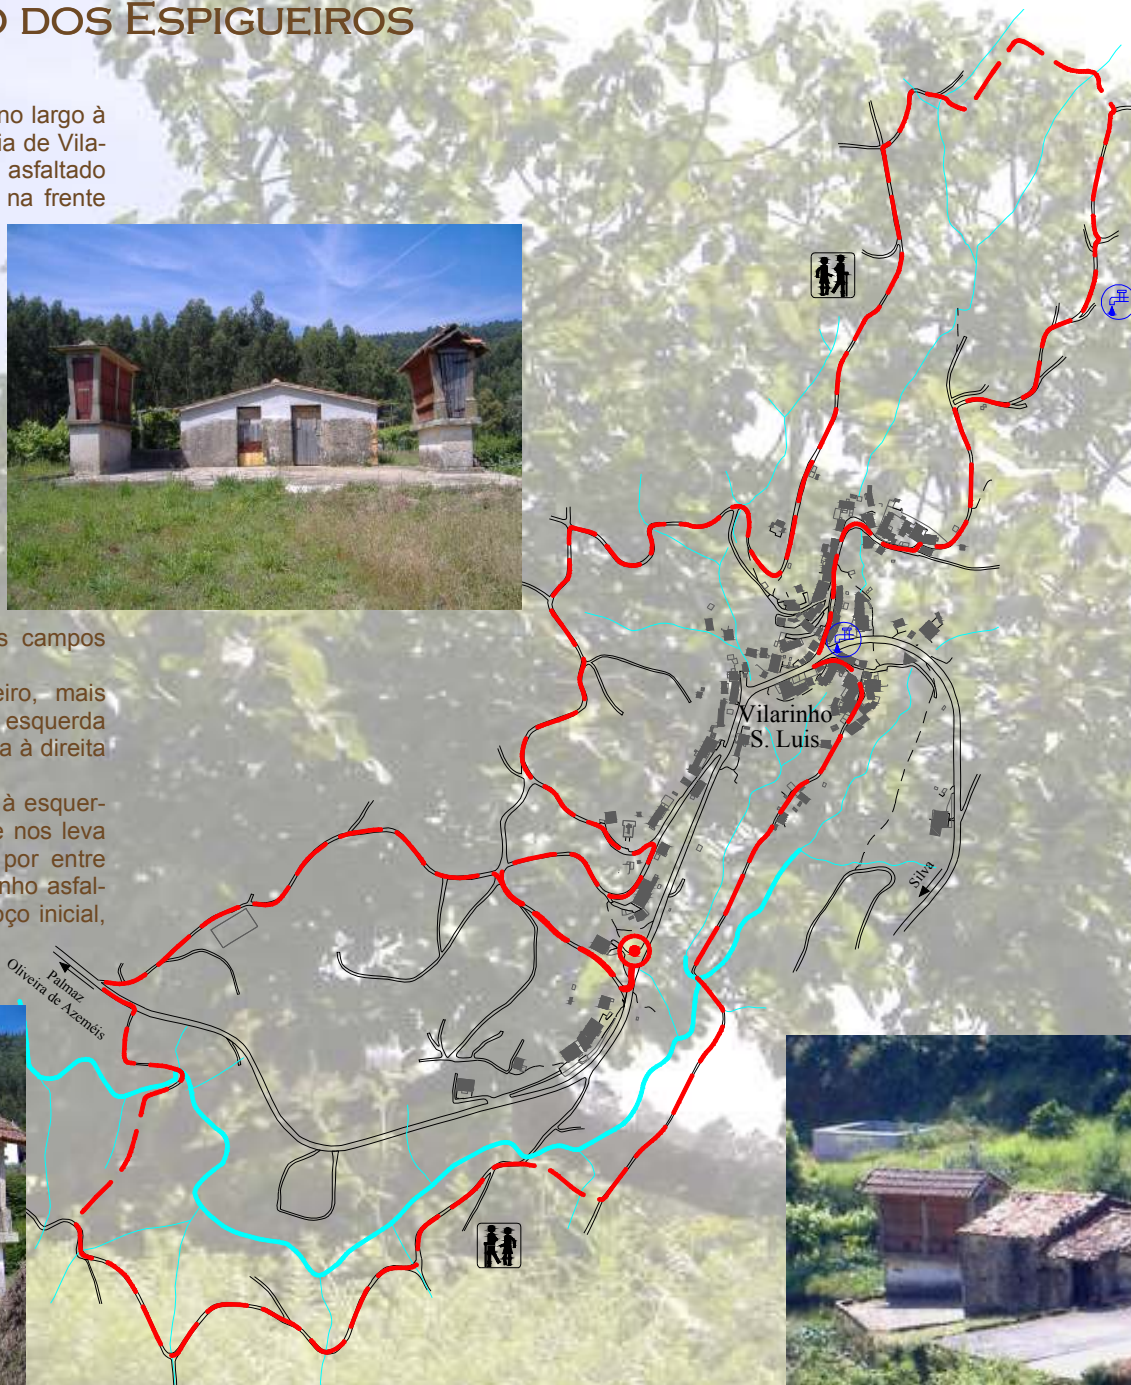 O DOS ESPIGUEIROS
no largo à
ia de Vila-
asfaltado
na frente
s campos
eiro, mais
esquerda
a à direita
à esquer-
e nos leva
por entre
nho asfal-
oço inicial,
Vilarinho
S. Luis
Silva
Palmaz
Oliveira de Azeméis